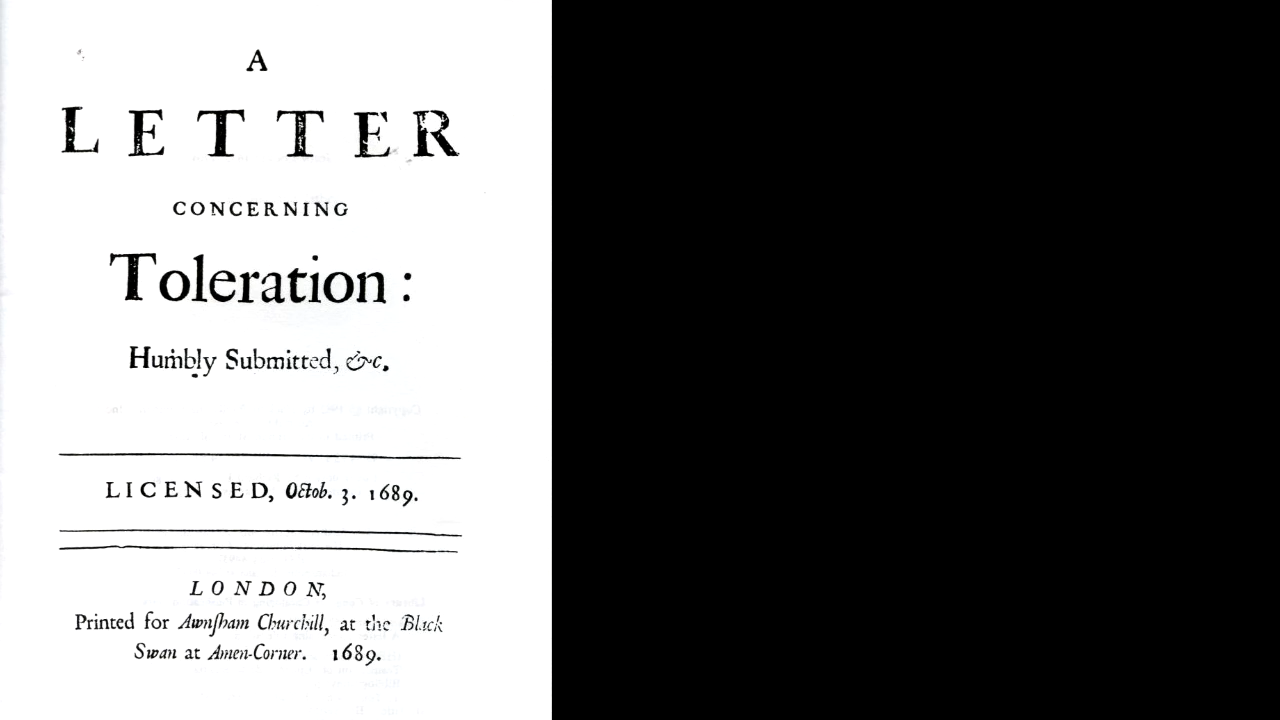 A
LETTER
CONCERNING
Toleration:
Humbly Submitted, &c.
LICENSED, Octob. 3. 1689.
LONDON,
Printed for Awnſham Churchill, at the Black
Swan at Amen-Corner. 1689.